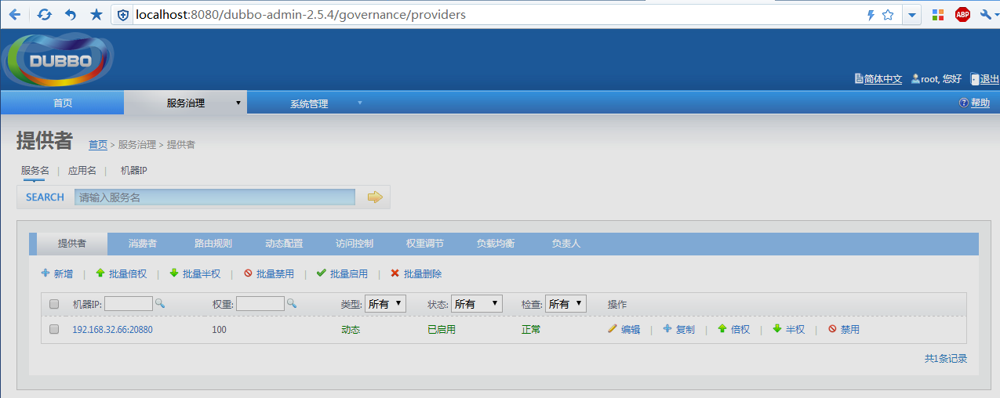 localhost:8080/dubbo-admin-2.5.4/governance/providers
ABP
DUBBO
简体中文 root, 您好 退出
首页 服务治理 系统管理 帮助
提供者 首页 > 服务治理 > 提供者
服务名 | 应用名 | 机器IP
SEARCH 请输入服务名
提供者 消费者 路由规则 动态配置 访问控制 权重调节 负载均衡 负责人
新增 | 批量倍权 | 批量半权 | 批量禁用 | 批量启用 | 批量删除
机器IP: 权重: 类型: 所有 状态: 所有 检查: 所有 操作
192.168.32.66:20880 100 动态 已启用 正常 编辑 | 复制 | 倍权 | 半权 | 禁用
共1条记录